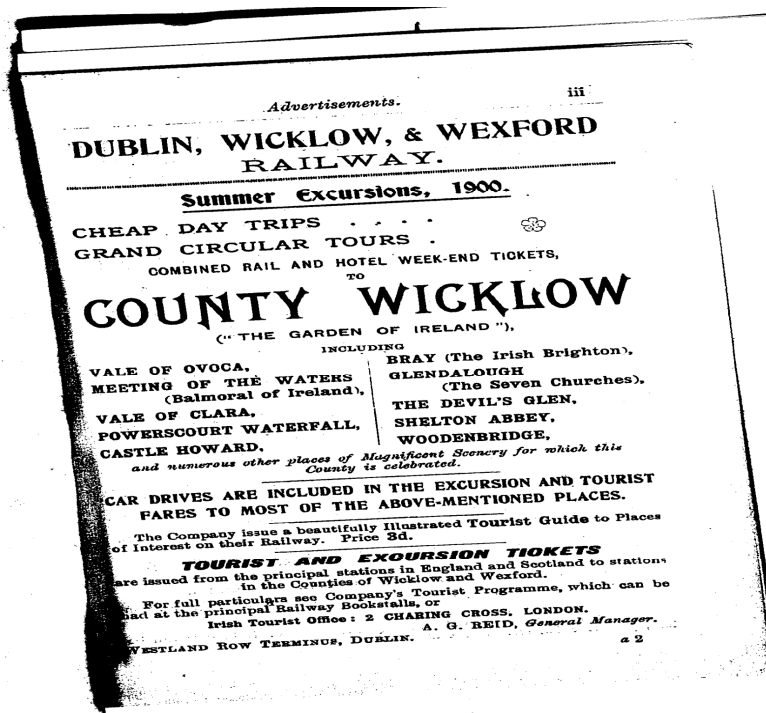 Advertisements.
iii
DUBLIN, WICKLOW, & WEXFORD
RAILWAY.
Summer Excursions, 1900.
CHEAP DAY TRIPS . . . .
GRAND CIRCULAR TOURS .
COMBINED RAIL AND HOTEL WEEK-END TICKETS,
TO
COUNTY WICKLOW
("THE GARDEN OF IRELAND"),
INCLUDING
VALE OF OVOCA,
MEETING OF THE WATERS
(Balmoral of Ireland),
VALE OF CLARA,
POWERSCOURT WATERFALL,
CASTLE HOWARD,
BRAY (The Irish Brighton),
GLENDALOUGH
(The Seven Churches),
THE DEVIL'S GLEN,
SHELTON ABBEY,
WOODENBRIDGE,
and numerous other places of Magnificent Scenery for which this
County is celebrated.
CAR DRIVES ARE INCLUDED IN THE EXCURSION AND TOURIST
FARES TO MOST OF THE ABOVE-MENTIONED PLACES.
The Company issue a beautifully Illustrated Tourist Guide to Places
of Interest on their Railway. Price 3d.
TOURIST AND EXCURSION TICKETS
are issued from the principal stations in England and Scotland to stations
in the Counties of Wicklow and Wexford.
For full particulars see Company's Tourist Programme, which can be
had at the principal Railway Bookstalls, or
Irish Tourist Office: 2 CHARING CROSS, LONDON.
A. G. REID, General Manager.
WESTLAND ROW TERMINUS, DUBLIN.
a 2